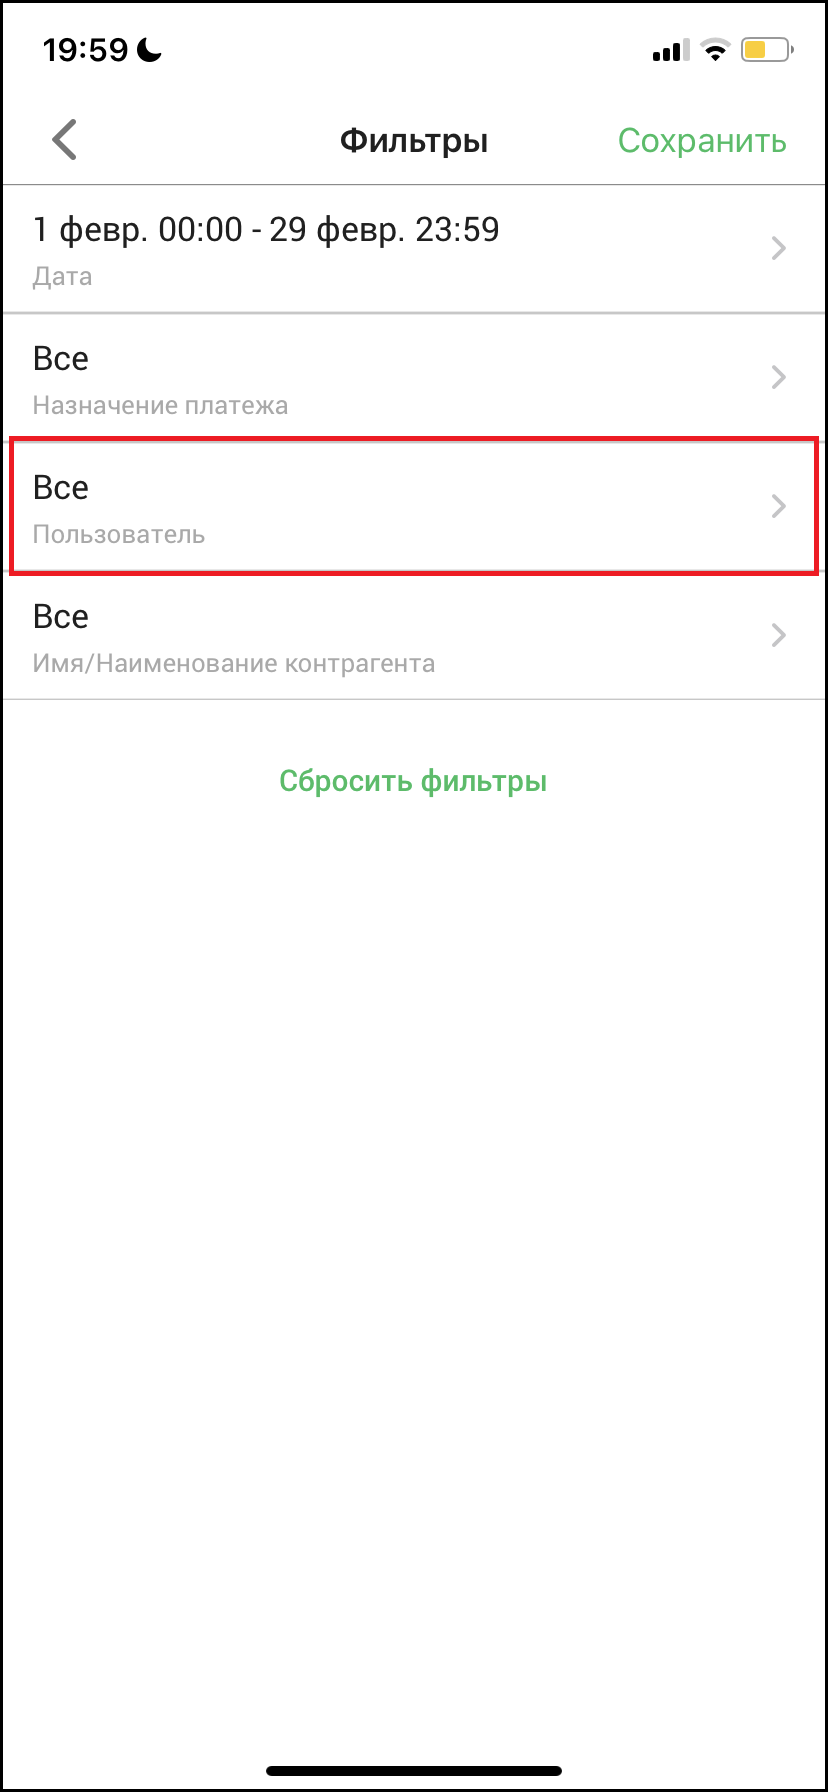 19:59
Фильтры
Сохранить
1 февр. 00:00 - 29 февр. 23:59
Дата
Все
Назначение платежа
Все
Пользователь
Все
Имя/Наименование контрагента
Сбросить фильтры